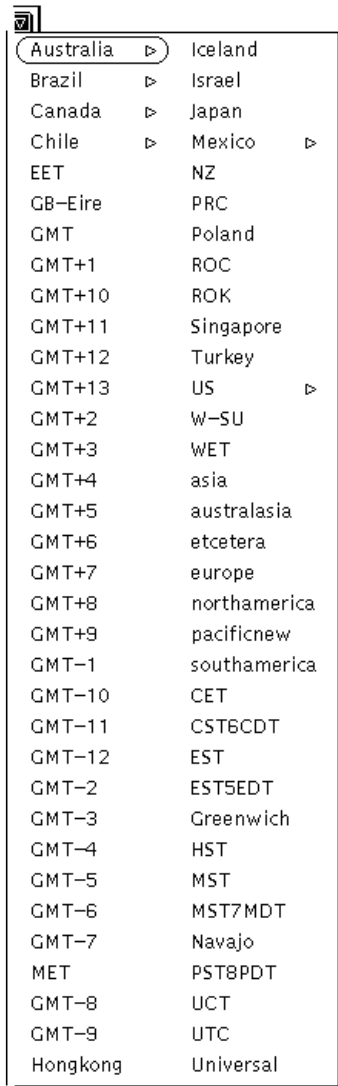 Australia
Brazil
Canada
Chile
EET
GB-Eire
GMT
GMT+1
GMT+10
GMT+11
GMT+12
GMT+13
GMT+2
GMT+3
GMT+4
GMT+5
GMT+6
GMT+7
GMT+8
GMT+9
GMT-1
GMT-10
GMT-11
GMT-12
GMT-2
GMT-3
GMT-4
GMT-5
GMT-6
GMT-7
MET
GMT-8
GMT-9
Hongkong
Iceland
Israel
Japan
Mexico
NZ
PRC
Poland
ROC
ROK
Singapore
Turkey
US
W-SU
WET
asia
australasia
etcetera
europe
northamerica
pacificnew
southamerica
CET
CST6CDT
EST
EST5EDT
Greenwich
HST
MST
MST7MDT
Navajo
PST8PDT
UCT
UTC
Universal